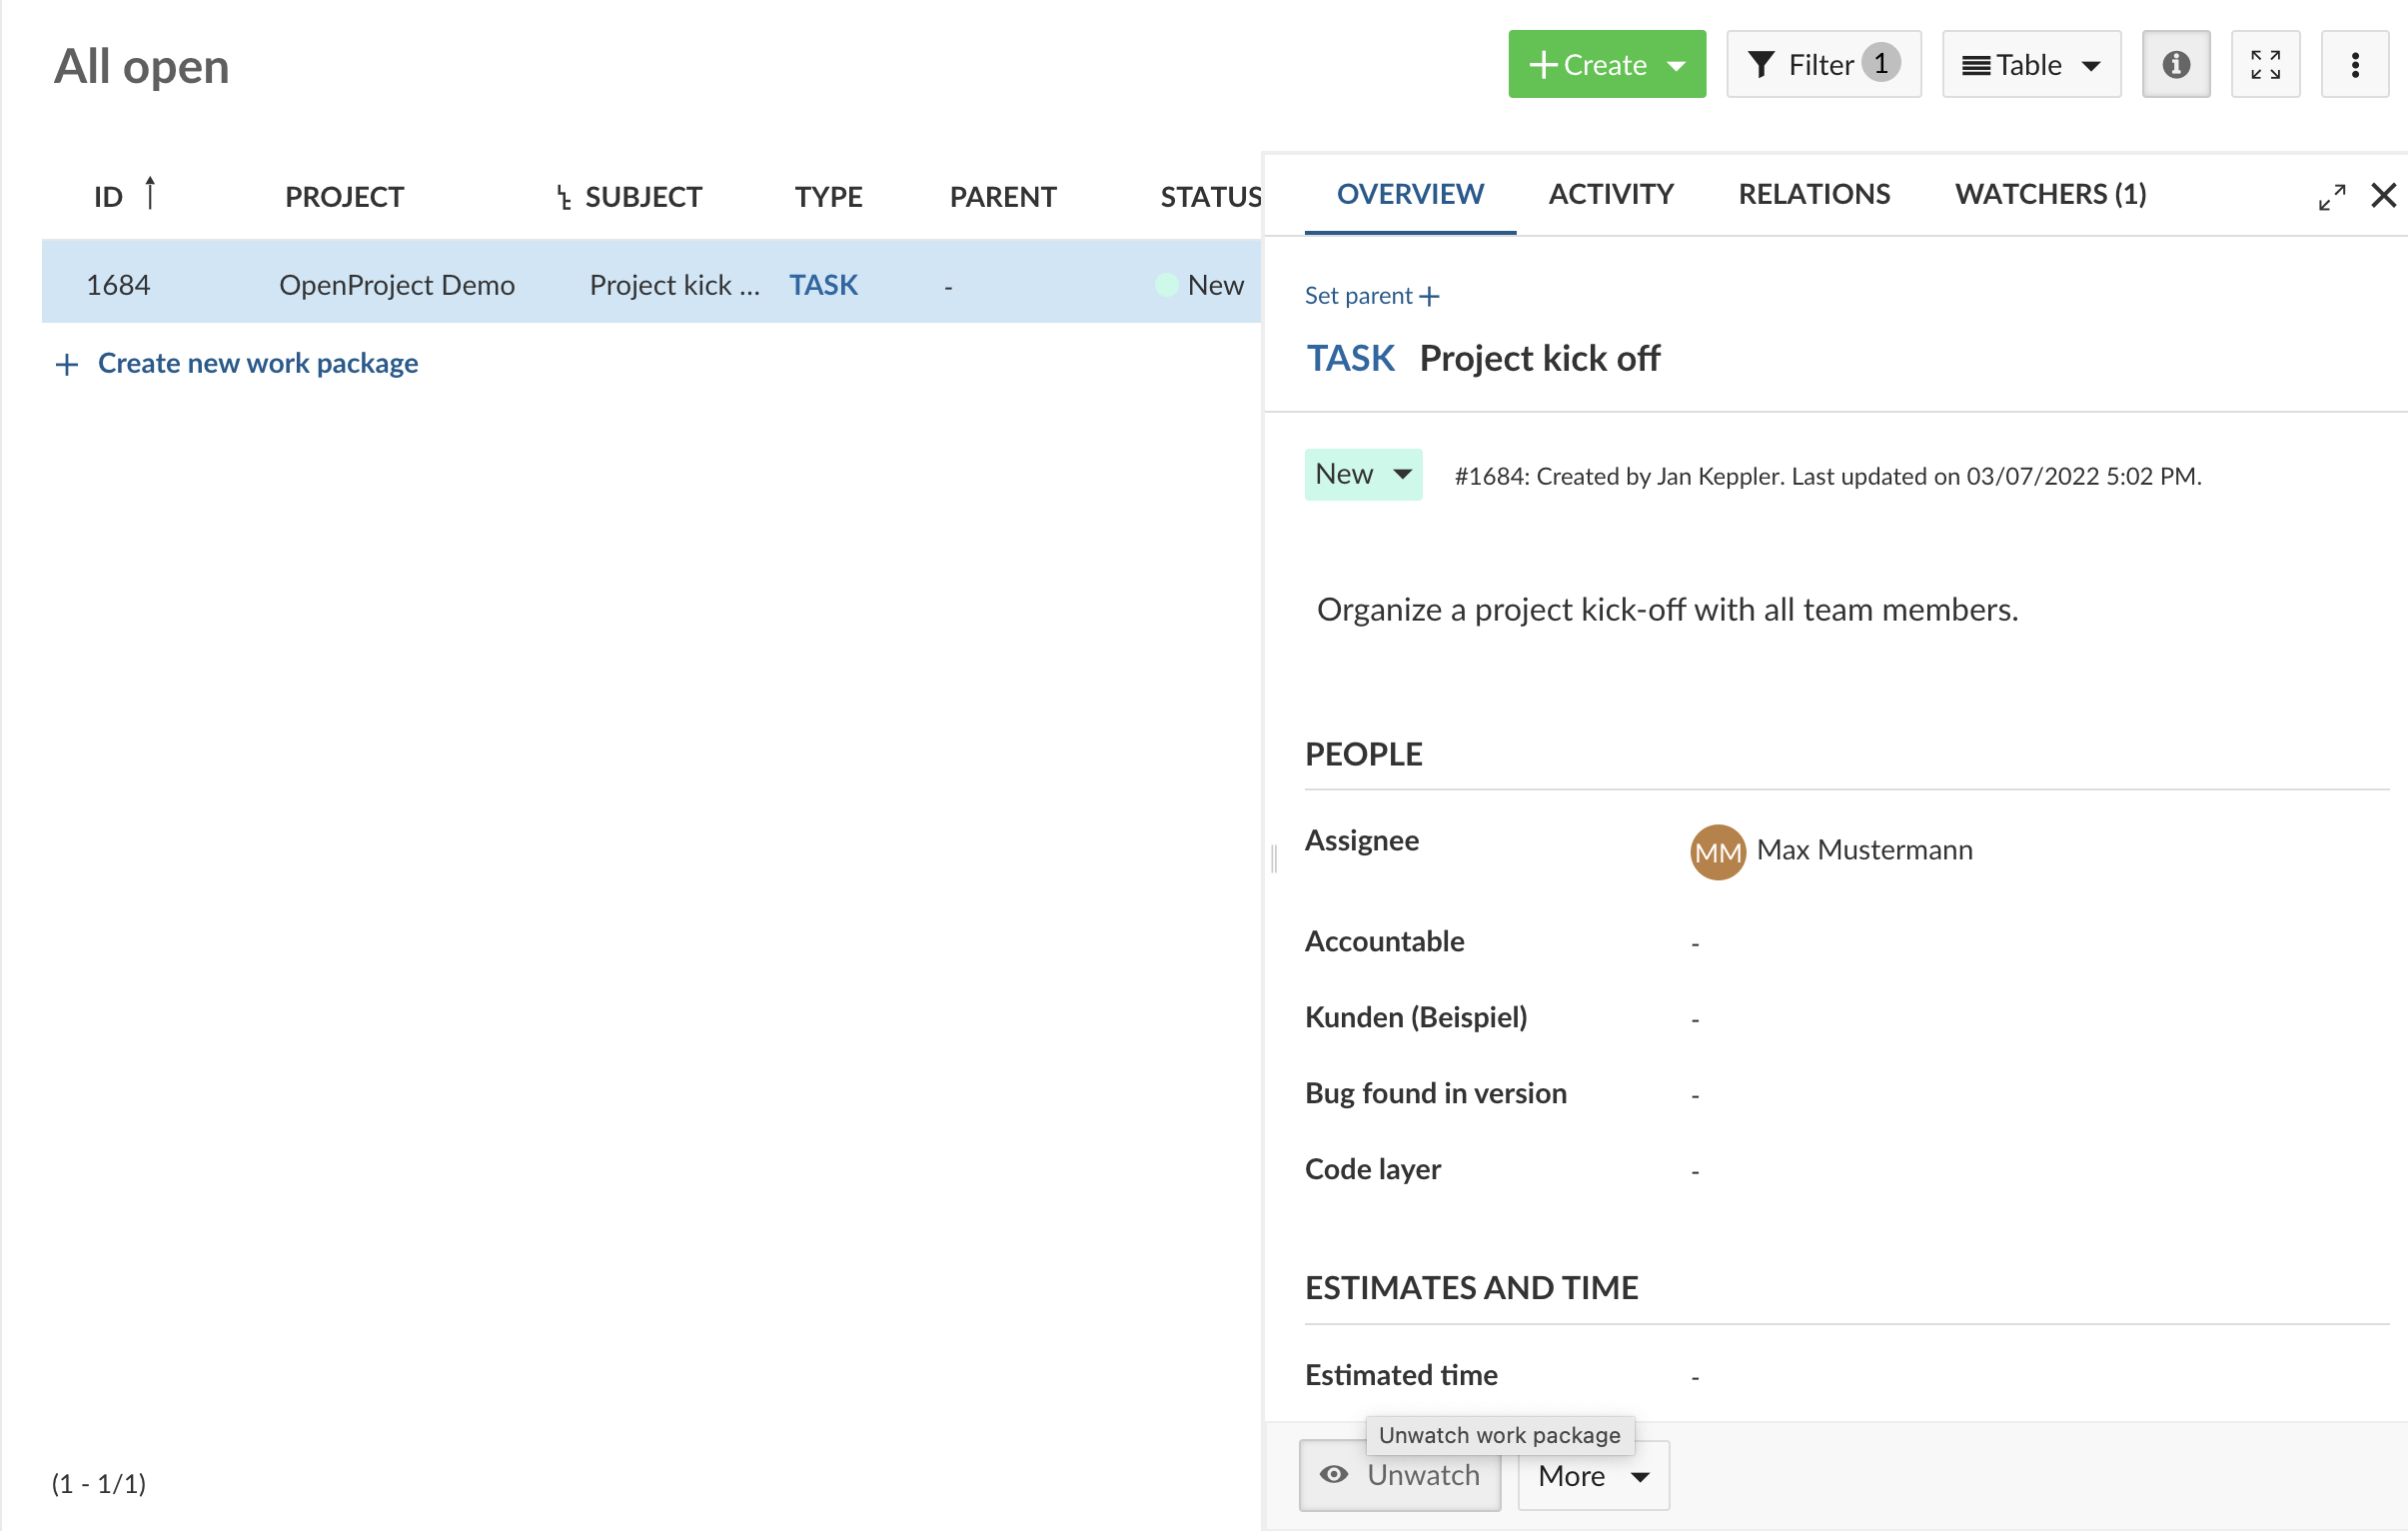 All open
Create
Filter 1
Table
ID PROJECT SUBJECT TYPE PARENT STATUS
1684 OpenProject Demo Project kick ... TASK - New
Create new work package
(1 - 1/1)
OVERVIEW ACTIVITY RELATIONS WATCHERS (1)
Set parent
TASK Project kick off
New #1684: Created by Jan Keppler. Last updated on 03/07/2022 5:02 PM.
Organize a project kick-off with all team members.
PEOPLE
Assignee MM Max Mustermann
Accountable -
Kunden (Beispiel) -
Bug found in version -
Code layer -
ESTIMATES AND TIME
Estimated time -
Unwatch work package
Unwatch More